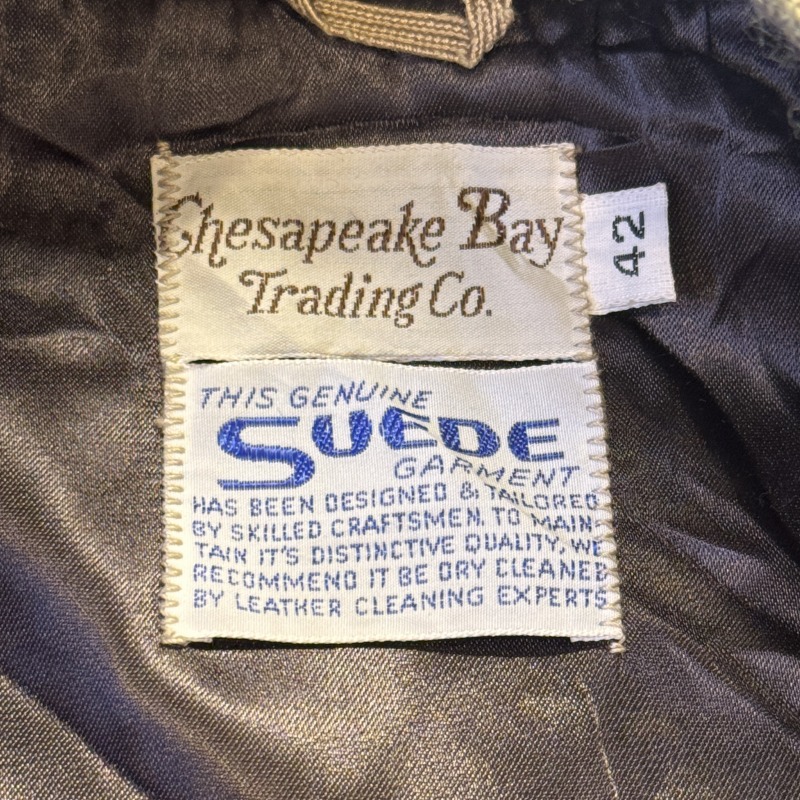 Chesapeake Bay
Trading Co.
42
THIS GENUINE
SUEDE
GARMENT
HAS BEEN DESIGNED & TAILORED
BY SKILLED CRAFTSMEN. TO MAIN-
TAIN IT'S DISTINCTIVE QUALITY, WE
RECOMMEND IT BE DRY CLEANED
BY LEATHER CLEANING EXPERTS